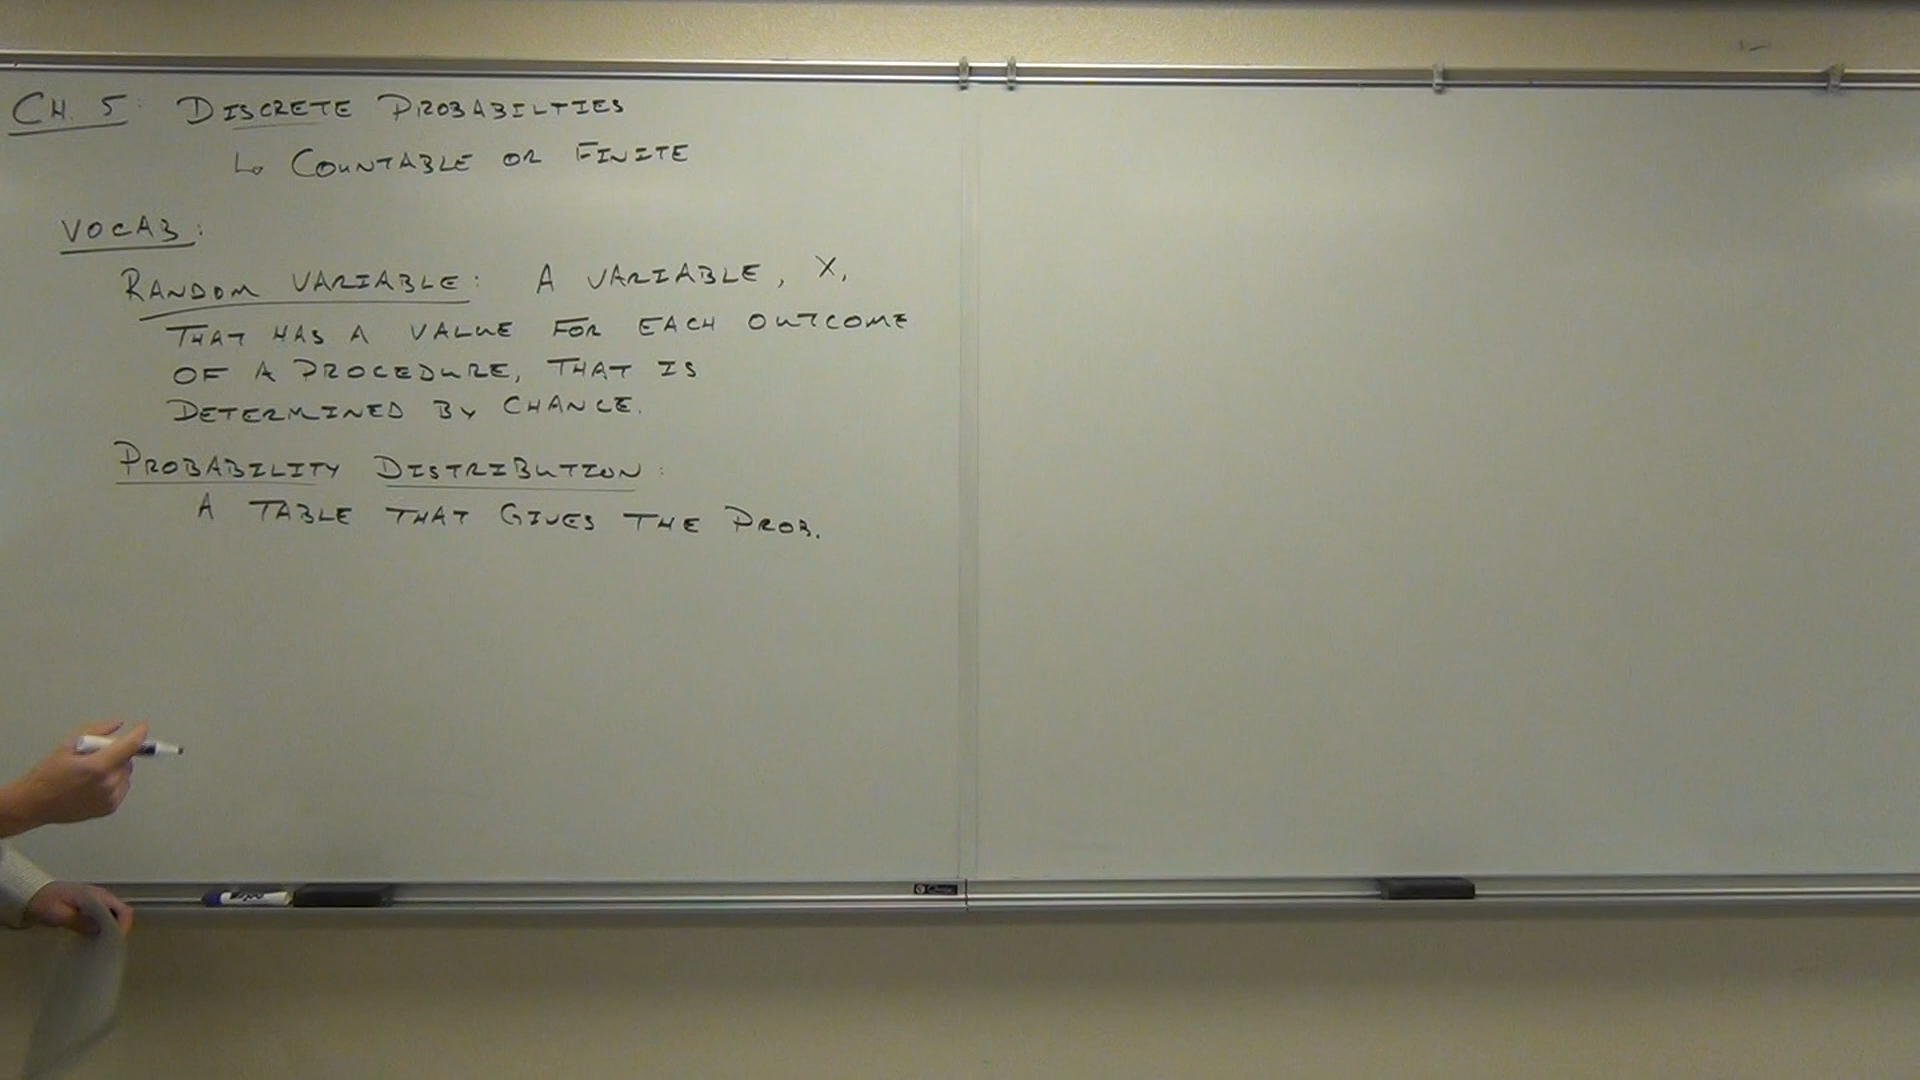 CH. 5: DISCRETE PROBABILTIES
↳ COUNTABLE OR FINITE
VOCAB:
RANDOM VARIABLE: A VARIABLE, X,
THAT HAS A VALUE FOR EACH OUTCOME
OF A PROCEDURE, THAT IS
DETERMINED BY CHANCE.
PROBABILITY DISTRIBUTION:
A TABLE THAT GIVES THE PROB.
EXPO